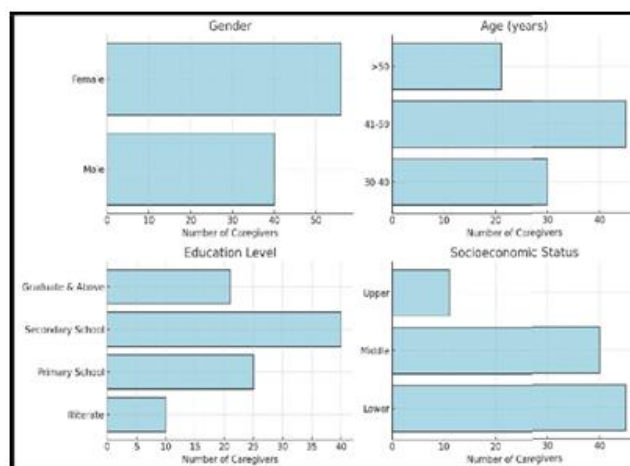 Gender
Female
Male
0 10 20 30 40 50
Number of Caregivers
Age (years)
>50
41-50
30-40
0 10 20 30 40
Number of Caregivers
Education Level
Graduate & Above
Secondary School
Primary School
Illiterate
0 5 10 15 20 25 30 35 40
Number of Caregivers
Socioeconomic Status
Upper
Middle
Lower
0 10 20 30 40
Number of Caregivers